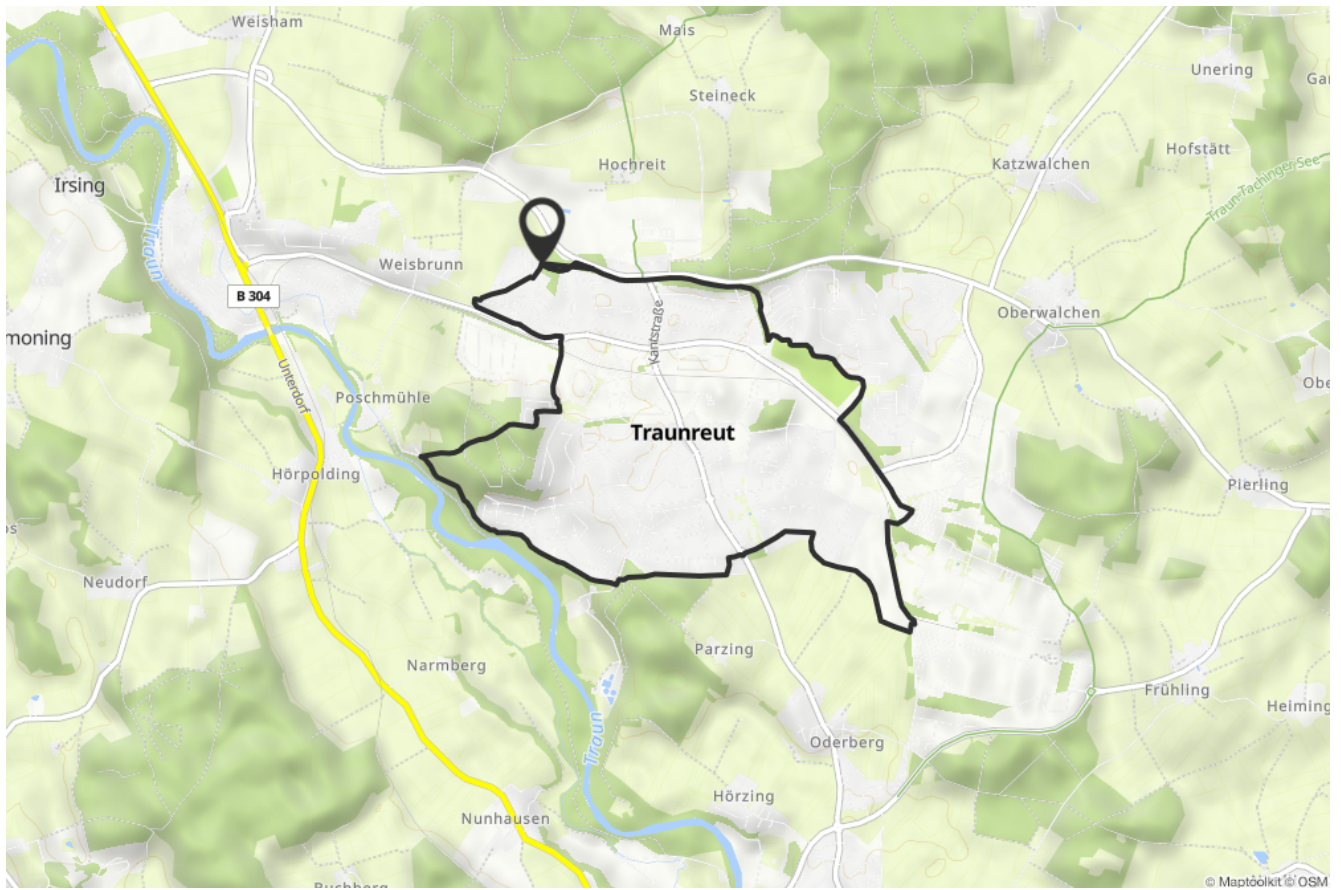 Weisham
Mais
Unering
Steineck
Hofstätt
Hochreit
Katzwalchen
Irsing
Traun-Tachinger See
Traun
Weisbrunn
B 304
Oberwalchen
moning
Kantstraße
Unterdorf
Poschmühle
Traunreut
Hörpolding
Pierling
Neudorf
Parzing
Narmberg
Frühling
Heiming
Traun
Oderberg
Hörzing
Nunhausen
© Maptoolkit © OSM